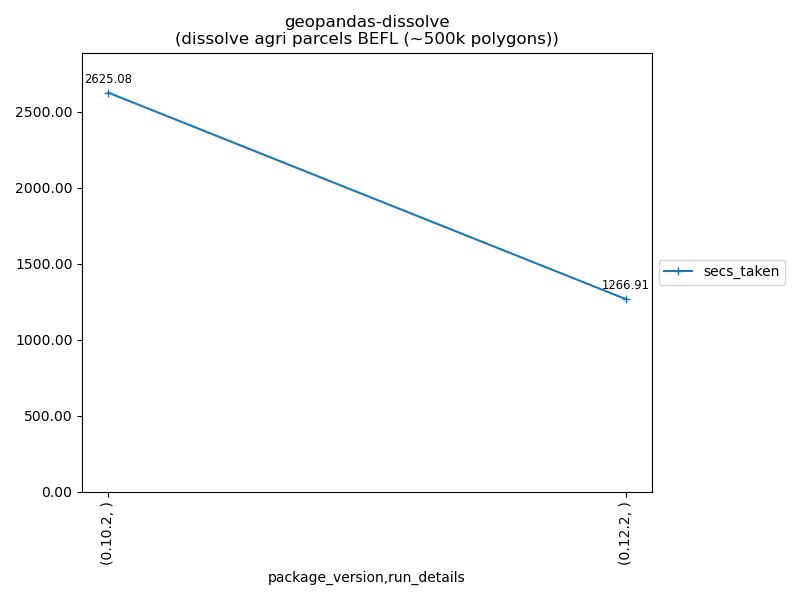 geopandas-dissolve
(dissolve agri parcels BEFL (~500k polygons))
2625.08
2500.00
2000.00
1500.00
1266.91
secs_taken
1000.00
500.00
0.00
(0.10.2, )
(0.12.2, )
package_version,run_details